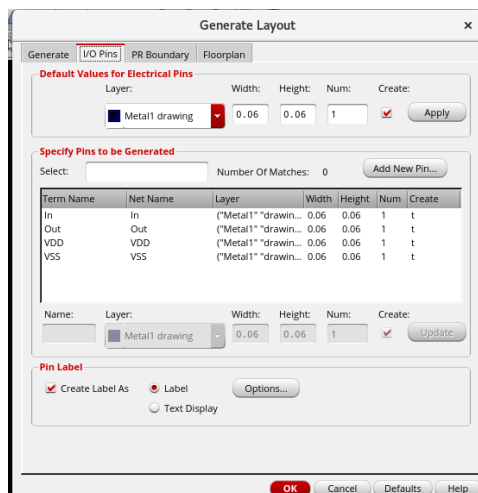 Generate Layout ×
Generate I/O Pins PR Boundary Floorplan
Default Values for Electrical Pins
Layer: Width: Height: Num: Create:
Metal1 drawing 0.06 0.06 1 Apply
Specify Pins to be Generated
Select: Number Of Matches: 0 Add New Pin...
Term Name Net Name Layer Width Height Num Create
In In ("Metal1" "drawin... 0.06 0.06 1 t
Out Out ("Metal1" "drawin... 0.06 0.06 1 t
VDD VDD ("Metal1" "drawin... 0.06 0.06 1 t
VSS VSS ("Metal1" "drawin... 0.06 0.06 1 t
Name: Layer: Width: Height: Num: Create:
Metal1 drawing 0.06 0.06 1 Update
Pin Label
Create Label As Label Options...
Text Display
OK Cancel Defaults Help